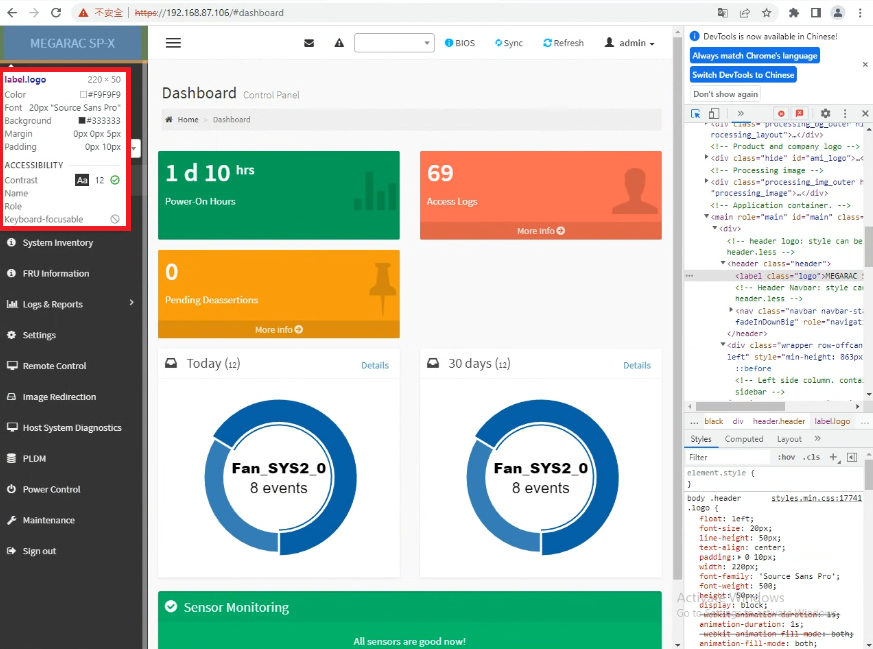 不安全 https://192.168.87.106/#dashboard
MEGARAC SP-X
BIOS Sync Refresh admin
label.logo 220 × 50
Color #F9F9F9
Font 20px "Source Sans Pro"
Background #333333
Margin 0px 0px 5px
Padding 0px 10px
ACCESSIBILITY
Contrast Aa 12
Name
Role
Keyboard-focusable
System Inventory
FRU Information
Logs & Reports
Settings
Remote Control
Image Redirection
Host System Diagnostics
PLDM
Power Control
Maintenance
Sign out
Dashboard Control Panel
Home > Dashboard
1 d 10 hrs
Power-On Hours
69
Access Logs
More info
0
Pending Deassertions
More info
Today (12) Details
30 days (12) Details
Fan_SYS2_0
8 events
Fan_SYS2_0
8 events
Sensor Monitoring
All sensors are good now!
DevTools is now available in Chinese!
Always match Chrome's language
Switch DevTools to Chinese
Don't show again
<div class="processing_bg_outer h
rocessing_layout">…</div>
<!-- Product and company logo -->
<div class="hide" id="ami_logo">…<
<!-- Processing image -->
<div class="processing_img_outer h
"processing_image">…</div>
<!-- Application container. -->
<main role="main" id="main" class=
<div>
<!-- header logo: style can be
header.less -->
<header class="header">
<label class="logo">MEGARAC S
<!-- Header Navbar: style ca
header.less -->
<nav class="navbar navbar-st
fadeInDownBig" role="navigat
</header>
<div class="wrapper row-offcan
left" style="min-height: 863px
::before
<!-- Left side column. conta
sidebar -->
... black div header.header label.logo ...
Styles Computed Layout »
Filter :hov .cls +
element.style {
}
body .header styles.min.css:17741
.logo {
float: left;
font-size: 20px;
line-height: 50px;
text-align: center;
padding: 0 10px;
width: 220px;
font-family: 'Source Sans Pro';
font-weight: 500;
height: 50px;
display: block;
-webkit-animation-duration: 1s;
animation-duration: 1s;
-webkit-animation-fill-mode: both;
animation-fill-mode: both;
Activate Windows